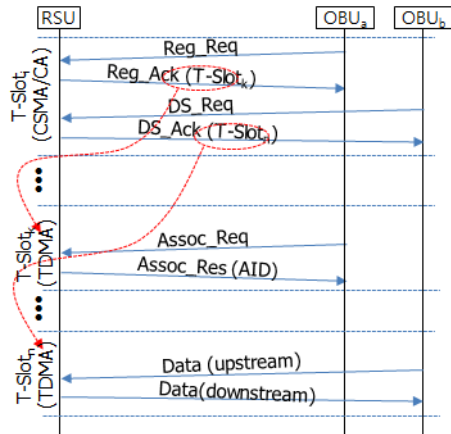 RSU
OBUa
OBUb
T-Sloti
(CSMA/CA)
Reg_Req
Reg_Ack (T-Slotk)
DS_Req
DS_Ack (T-Slotn)
•••
T-Slotk
(TDMA)
Assoc_Req
Assoc_Res (AID)
•••
T-Slotn
(TDMA)
Data (upstream)
Data(downstream)